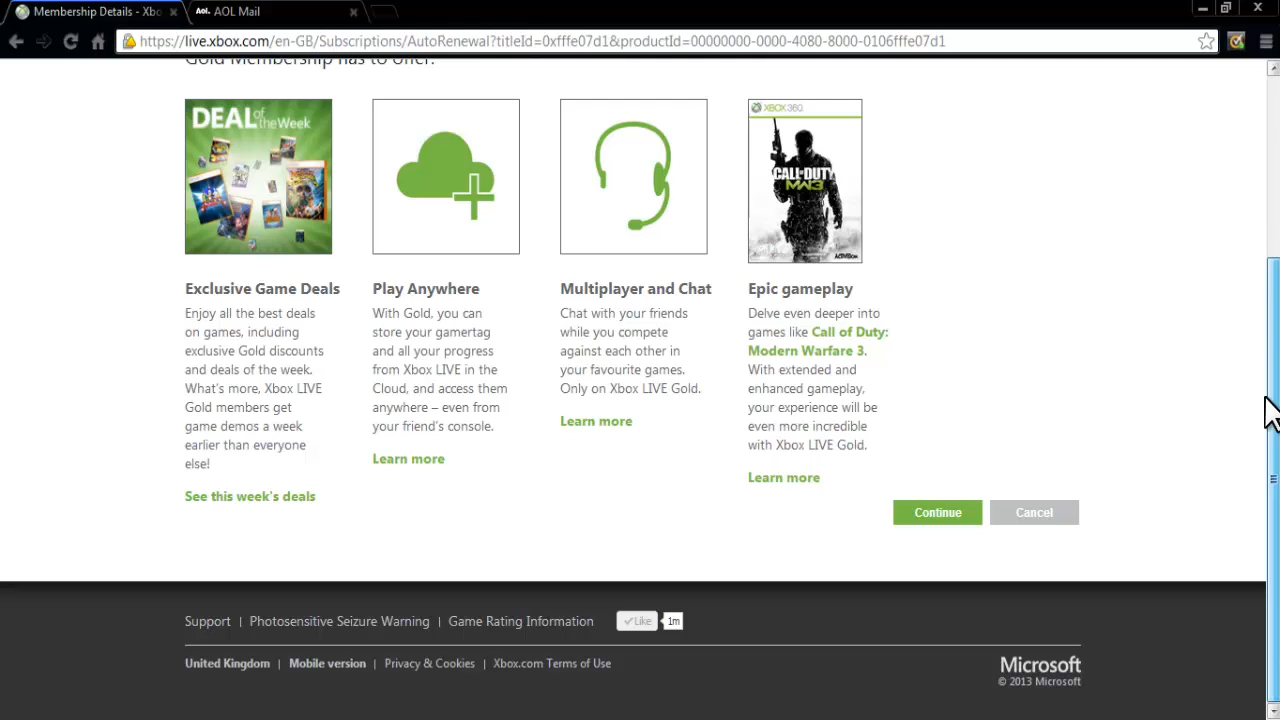 Membership Details - Xbo
AOL Mail
https://live.xbox.com/en-GB/Subscriptions/AutoRenewal?titleId=0xfffe07d1&productId=00000000-0000-4080-8000-0106fffe07d1
Gold Membership has to offer.
DEAL of the Week
XBOX 360
CALL OF DUTY
MW3
ACTIVISION
Exclusive Game Deals
Enjoy all the best deals
on games, including
exclusive Gold discounts
and deals of the week.
What's more, Xbox LIVE
Gold members get
game demos a week
earlier than everyone
else!
See this week's deals
Play Anywhere
With Gold, you can
store your gamertag
and all your progress
from Xbox LIVE in the
Cloud, and access them
anywhere – even from
your friend's console.
Learn more
Multiplayer and Chat
Chat with your friends
while you compete
against each other in
your favourite games.
Only on Xbox LIVE Gold.
Learn more
Epic gameplay
Delve even deeper into
games like Call of Duty:
Modern Warfare 3.
With extended and
enhanced gameplay,
your experience will be
even more incredible
with Xbox LIVE Gold.
Learn more
Continue
Cancel
Support | Photosensitive Seizure Warning | Game Rating Information
Like
1m
United Kingdom | Mobile version | Privacy & Cookies | Xbox.com Terms of Use
Microsoft
© 2013 Microsoft